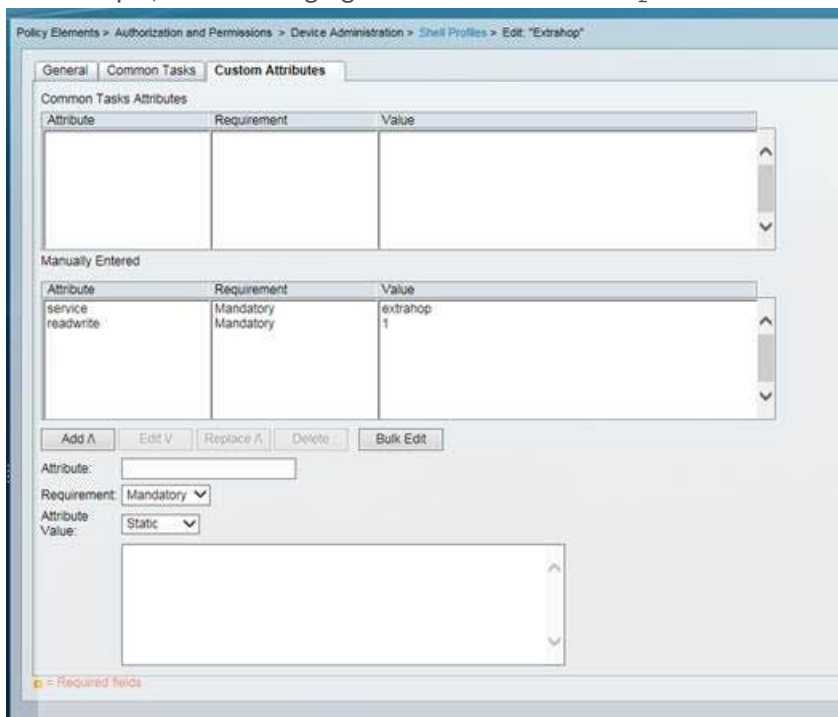 Policy Elements > Authorization and Permissions > Device Administration > Shell Profiles > Edit: "Extrahop"
General Common Tasks Custom Attributes
Common Tasks Attributes
Attribute Requirement Value
Manually Entered
Attribute Requirement Value
service Mandatory extrahop
readwrite Mandatory 1
Add Λ Edit V Replace Λ Delete Bulk Edit
Attribute:
Requirement: Mandatory
Attribute
Value: Static
= Required fields